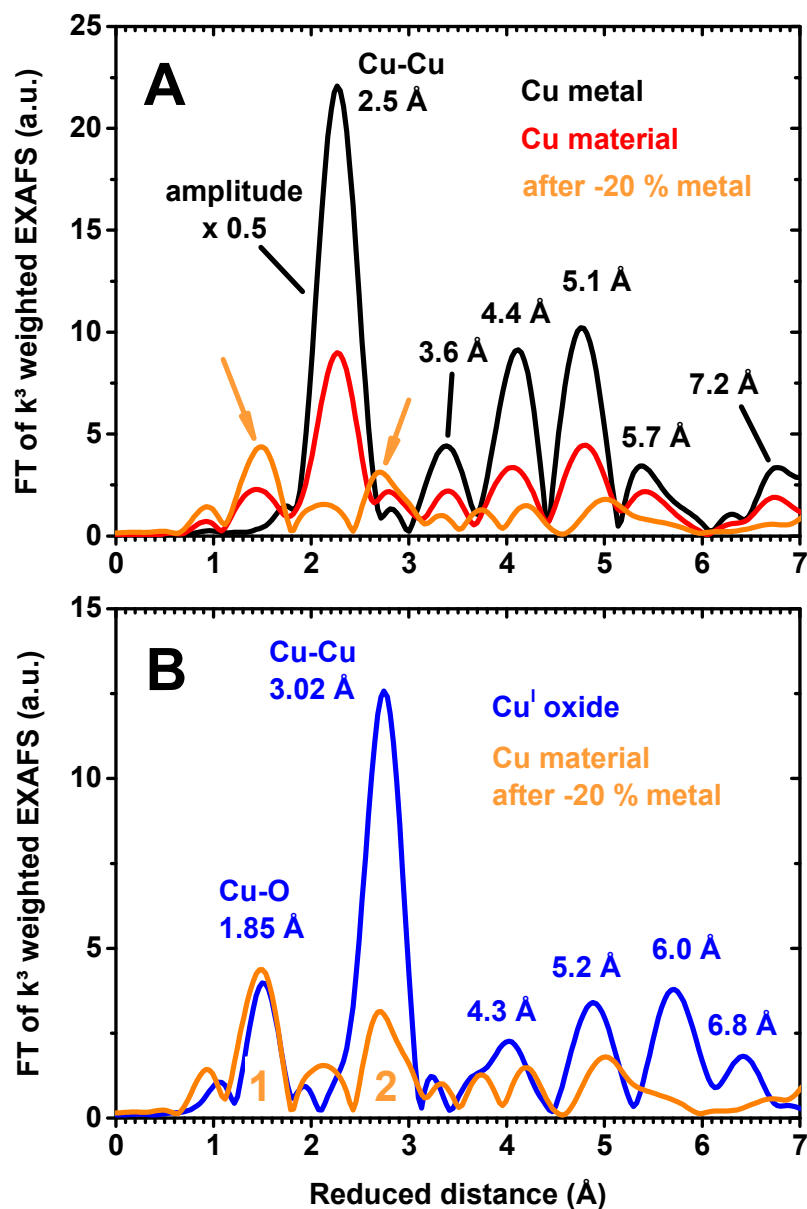 A
Cu-Cu
2.5 Å
Cu metal
Cu material
after -20 % metal
amplitude
x 0.5
3.6 Å
4.4 Å
5.1 Å
5.7 Å
7.2 Å
FT of k³ weighted EXAFS (a.u.)
25
20
15
10
5
0
0 1 2 3 4 5 6 7
B
Cu-Cu
3.02 Å
Cuᴵ oxide
Cu material
after -20 % metal
Cu-O
1.85 Å
4.3 Å
5.2 Å
6.0 Å
6.8 Å
1
2
FT of k³ weighted EXAFS (a.u.)
15
10
5
0
0 1 2 3 4 5 6 7
Reduced distance (Å)